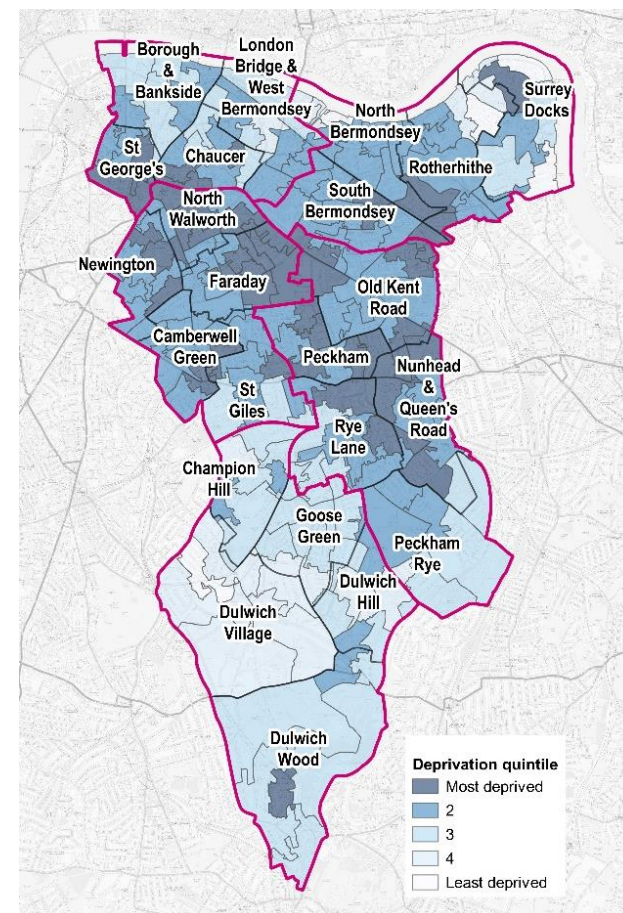 Borough
&
Bankside
London
Bridge &
West
Bermondsey
North
Bermondsey
Surrey
Docks
St
George's
Chaucer
Rotherhithe
South
Bermondsey
North
Walworth
Newington
Faraday
Old Kent
Road
Camberwell
Green
Peckham
Nunhead
&
Queen's
Road
St
Giles
Rye
Lane
Champion
Hill
Goose
Green
Peckham
Rye
Dulwich
Hill
Dulwich
Village
Dulwich
Wood
Deprivation quintile
Most deprived
2
3
4
Least deprived